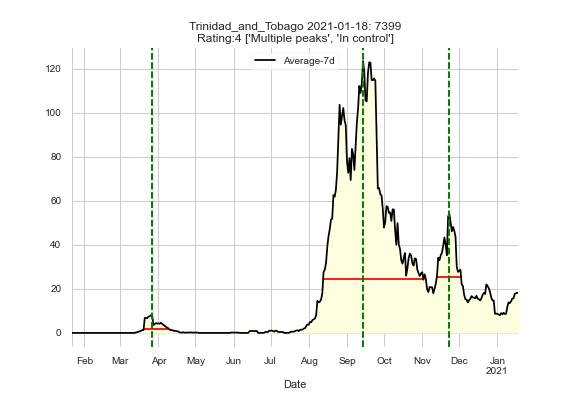 Trinidad_and_Tobago 2021-01-18: 7399
Rating:4 ['Multiple peaks', 'In control']
Average-7d
120
100
80
60
40
20
0
Feb Mar Apr May Jun Jul Aug Sep Oct Nov Dec Jan
2021
Date